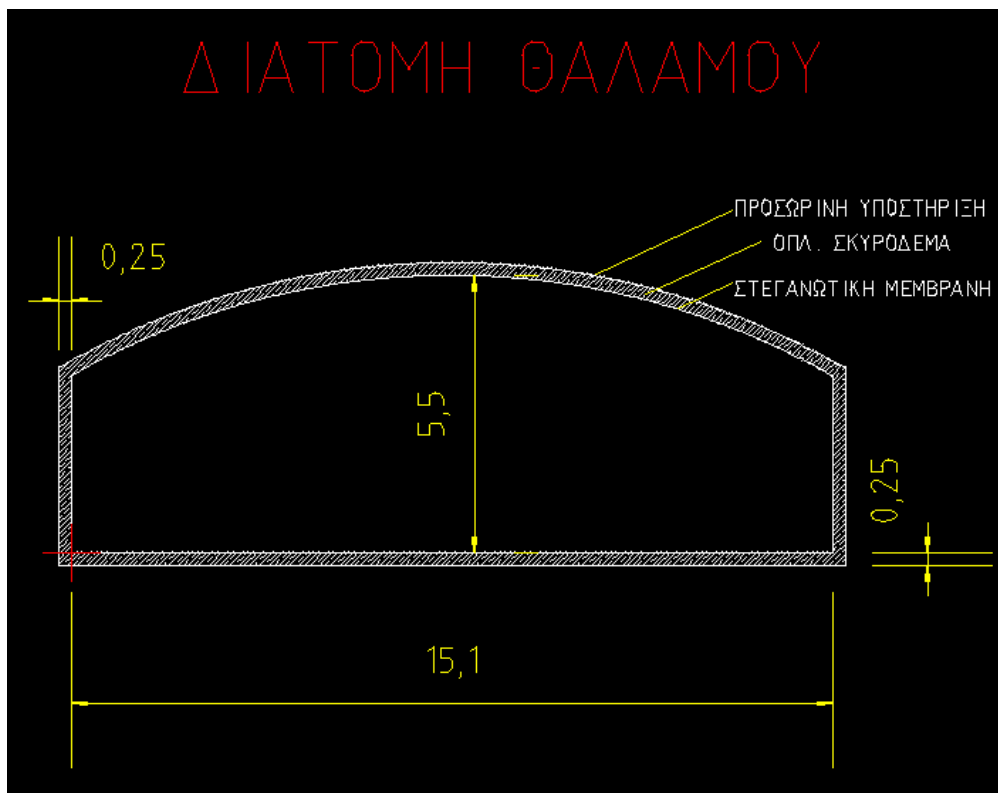 ΔΙΑΤΟΜΗ ΘΑΛΑΜΟΥ
ΠΡΟΣΩΡΙΝΗ ΥΠΟΣΤΗΡΙΞΗ
0,25
ΟΠΛ. ΣΚΥΡΟΔΕΜΑ
ΣΤΕΓΑΝΩΤΙΚΗ ΜΕΜΒΡΑΝΗ
5,5
0,25
15,1